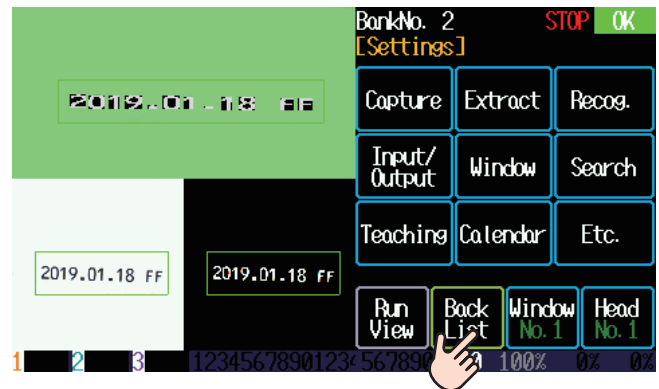 BankNo. 2 STOP OK
[Settings]
2019.01.18 FF
Capture Extract Recog.
Input/
Output
Window Search
Teaching Calendar Etc.
2019.01.18 FF
2019.01.18 FF
Run
View
Back
List
Window
No.1
Head
No.1
1 2 3 12345678901234567890 0 100% 0% 0%